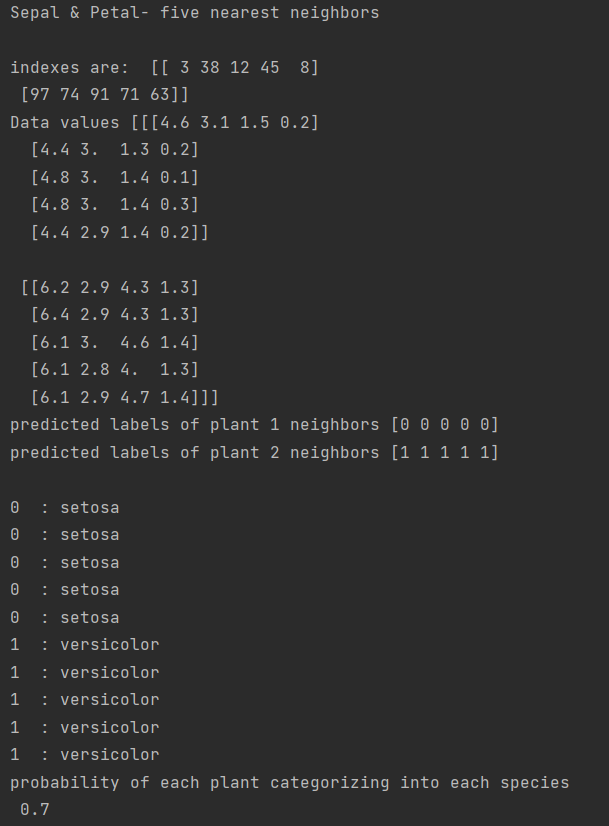 Sepal & Petal- five nearest neighbors
indexes are:  [[ 3 38 12 45  8]
 [97 74 91 71 63]]
Data values [[[4.6 3.1 1.5 0.2]
  [4.4 3.  1.3 0.2]
  [4.8 3.  1.4 0.1]
  [4.8 3.  1.4 0.3]
  [4.4 2.9 1.4 0.2]]
 [[6.2 2.9 4.3 1.3]
  [6.4 2.9 4.3 1.3]
  [6.1 3.  4.6 1.4]
  [6.1 2.8 4.  1.3]
  [6.1 2.9 4.7 1.4]]]
predicted labels of plant 1 neighbors [0 0 0 0 0]
predicted labels of plant 2 neighbors [1 1 1 1 1]
0  : setosa
0  : setosa
0  : setosa
0  : setosa
0  : setosa
1  : versicolor
1  : versicolor
1  : versicolor
1  : versicolor
1  : versicolor
probability of each plant categorizing into each species
 0.7